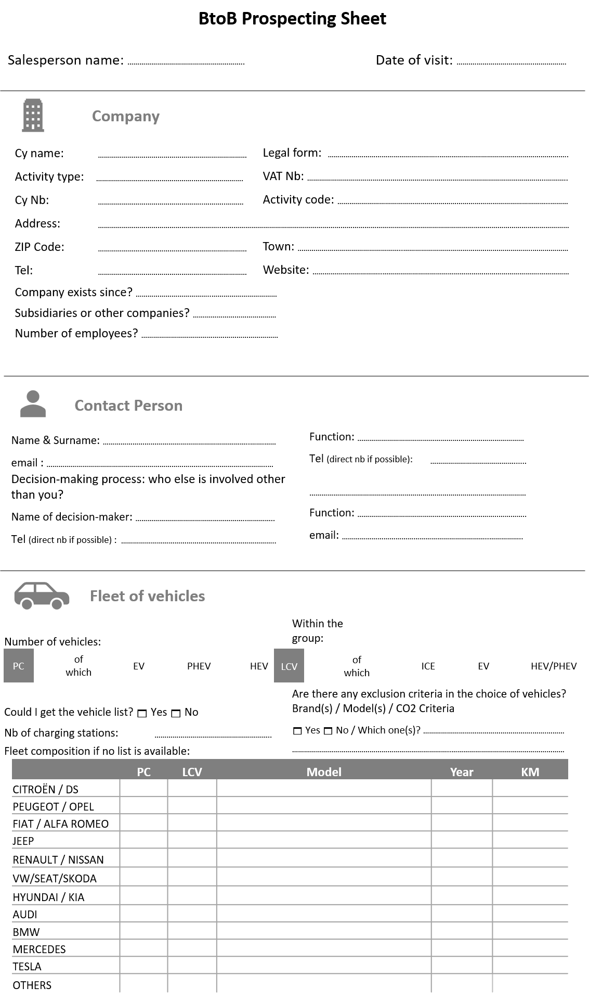 BtoB Prospecting Sheet
Salesperson name: Date of visit:
Company
Cy name: Legal form:
Activity type: VAT Nb:
Cy Nb: Activity code:
Address:
ZIP Code: Town:
Tel: Website:
Company exists since?
Subsidiaries or other companies?
Number of employees?
Contact Person
Name & Surname: Function:
email : Tel (direct nb if possible):
Decision-making process: who else is involved other
than you?
Name of decision-maker: Function:
Tel (direct nb if possible) : email:
Fleet of vehicles
Number of vehicles:
Within the
group:
PC of
which EV PHEV HEV LCV of
which ICE EV HEV/PHEV
Could I get the vehicle list? Yes No
Nb of charging stations:
Are there any exclusion criteria in the choice of vehicles?
Brand(s) / Model(s) / CO2 Criteria
Yes No / Which one(s)?
Fleet composition if no list is available:
PC LCV Model Year KM
CITROËN / DS
PEUGEOT / OPEL
FIAT / ALFA ROMEO
JEEP
RENAULT / NISSAN
VW/SEAT/SKODA
HYUNDAI / KIA
AUDI
BMW
MERCEDES
TESLA
OTHERS